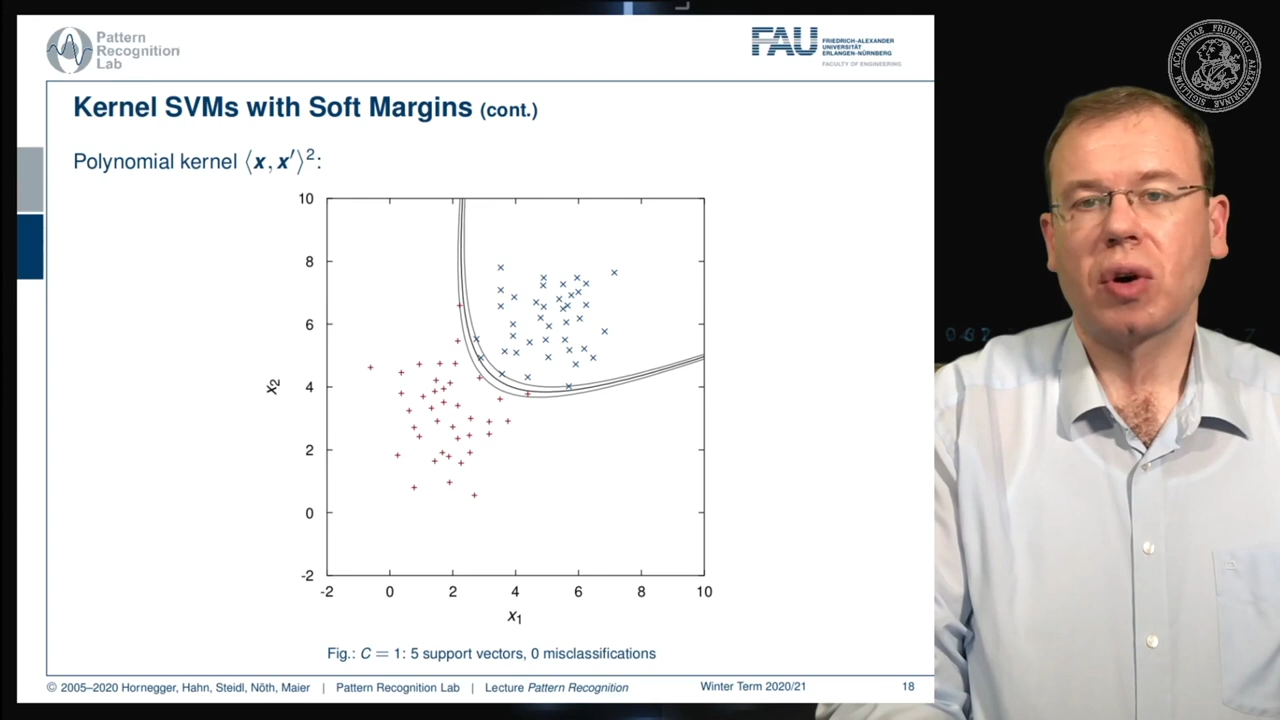 Pattern
Recognition
Lab
FAU
FRIEDRICH-ALEXANDER
UNIVERSITÄT
ERLANGEN-NÜRNBERG
FACULTY OF ENGINEERING
Kernel SVMs with Soft Margins (cont.)
Polynomial kernel ⟨x, x′⟩²:
10
8
6
4
2
0
-2
x₂
-2 0 2 4 6 8 10
x₁
Fig.: C = 1: 5 support vectors, 0 misclassifications
© 2005–2020 Hornegger, Hahn, Steidl, Nöth, Maier | Pattern Recognition Lab | Lecture Pattern Recognition Winter Term 2020/21 18